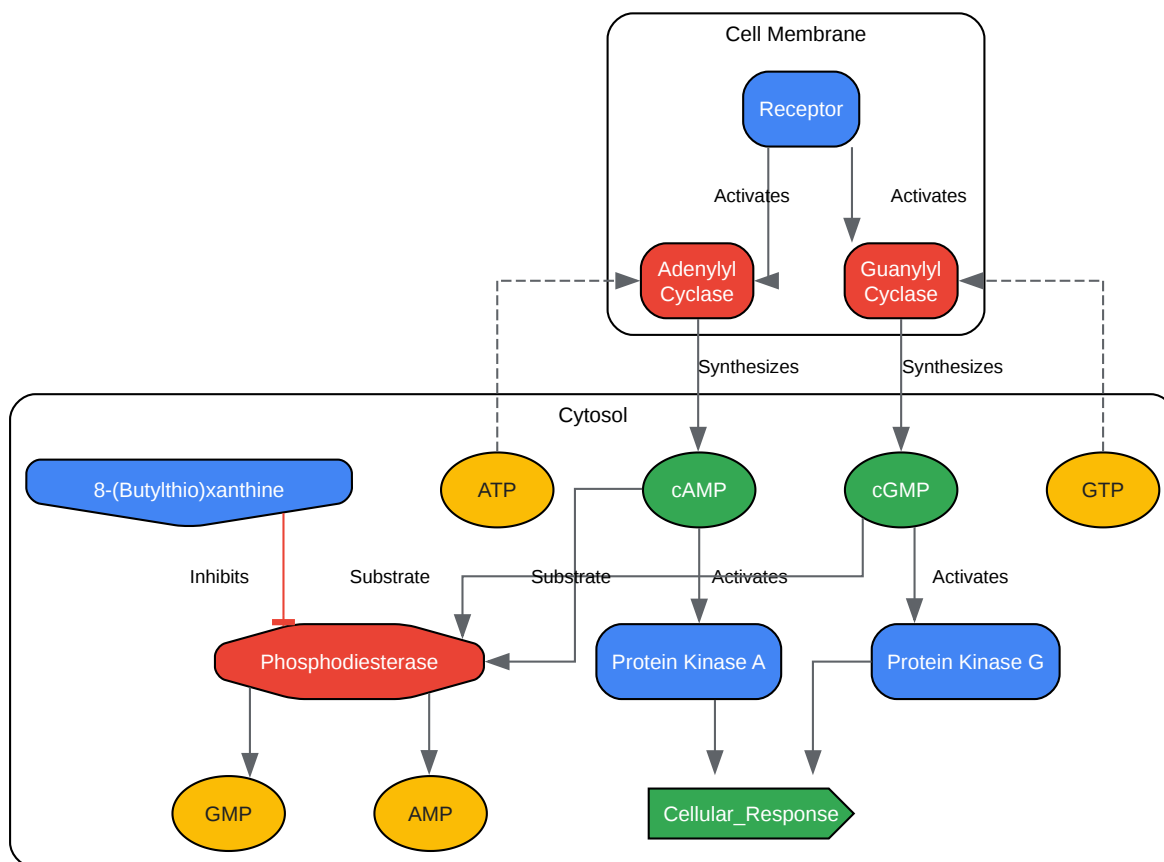 Cell Membrane
Receptor
Activates
Activates
Adenylyl
Cyclase
Guanylyl
Cyclase
Synthesizes
Synthesizes
Cytosol
8-(Butylthio)xanthine
ATP
cAMP
cGMP
GTP
Inhibits
Substrate
Substrate
Activates
Activates
Phosphodiesterase
Protein Kinase A
Protein Kinase G
GMP
AMP
Cellular_Response